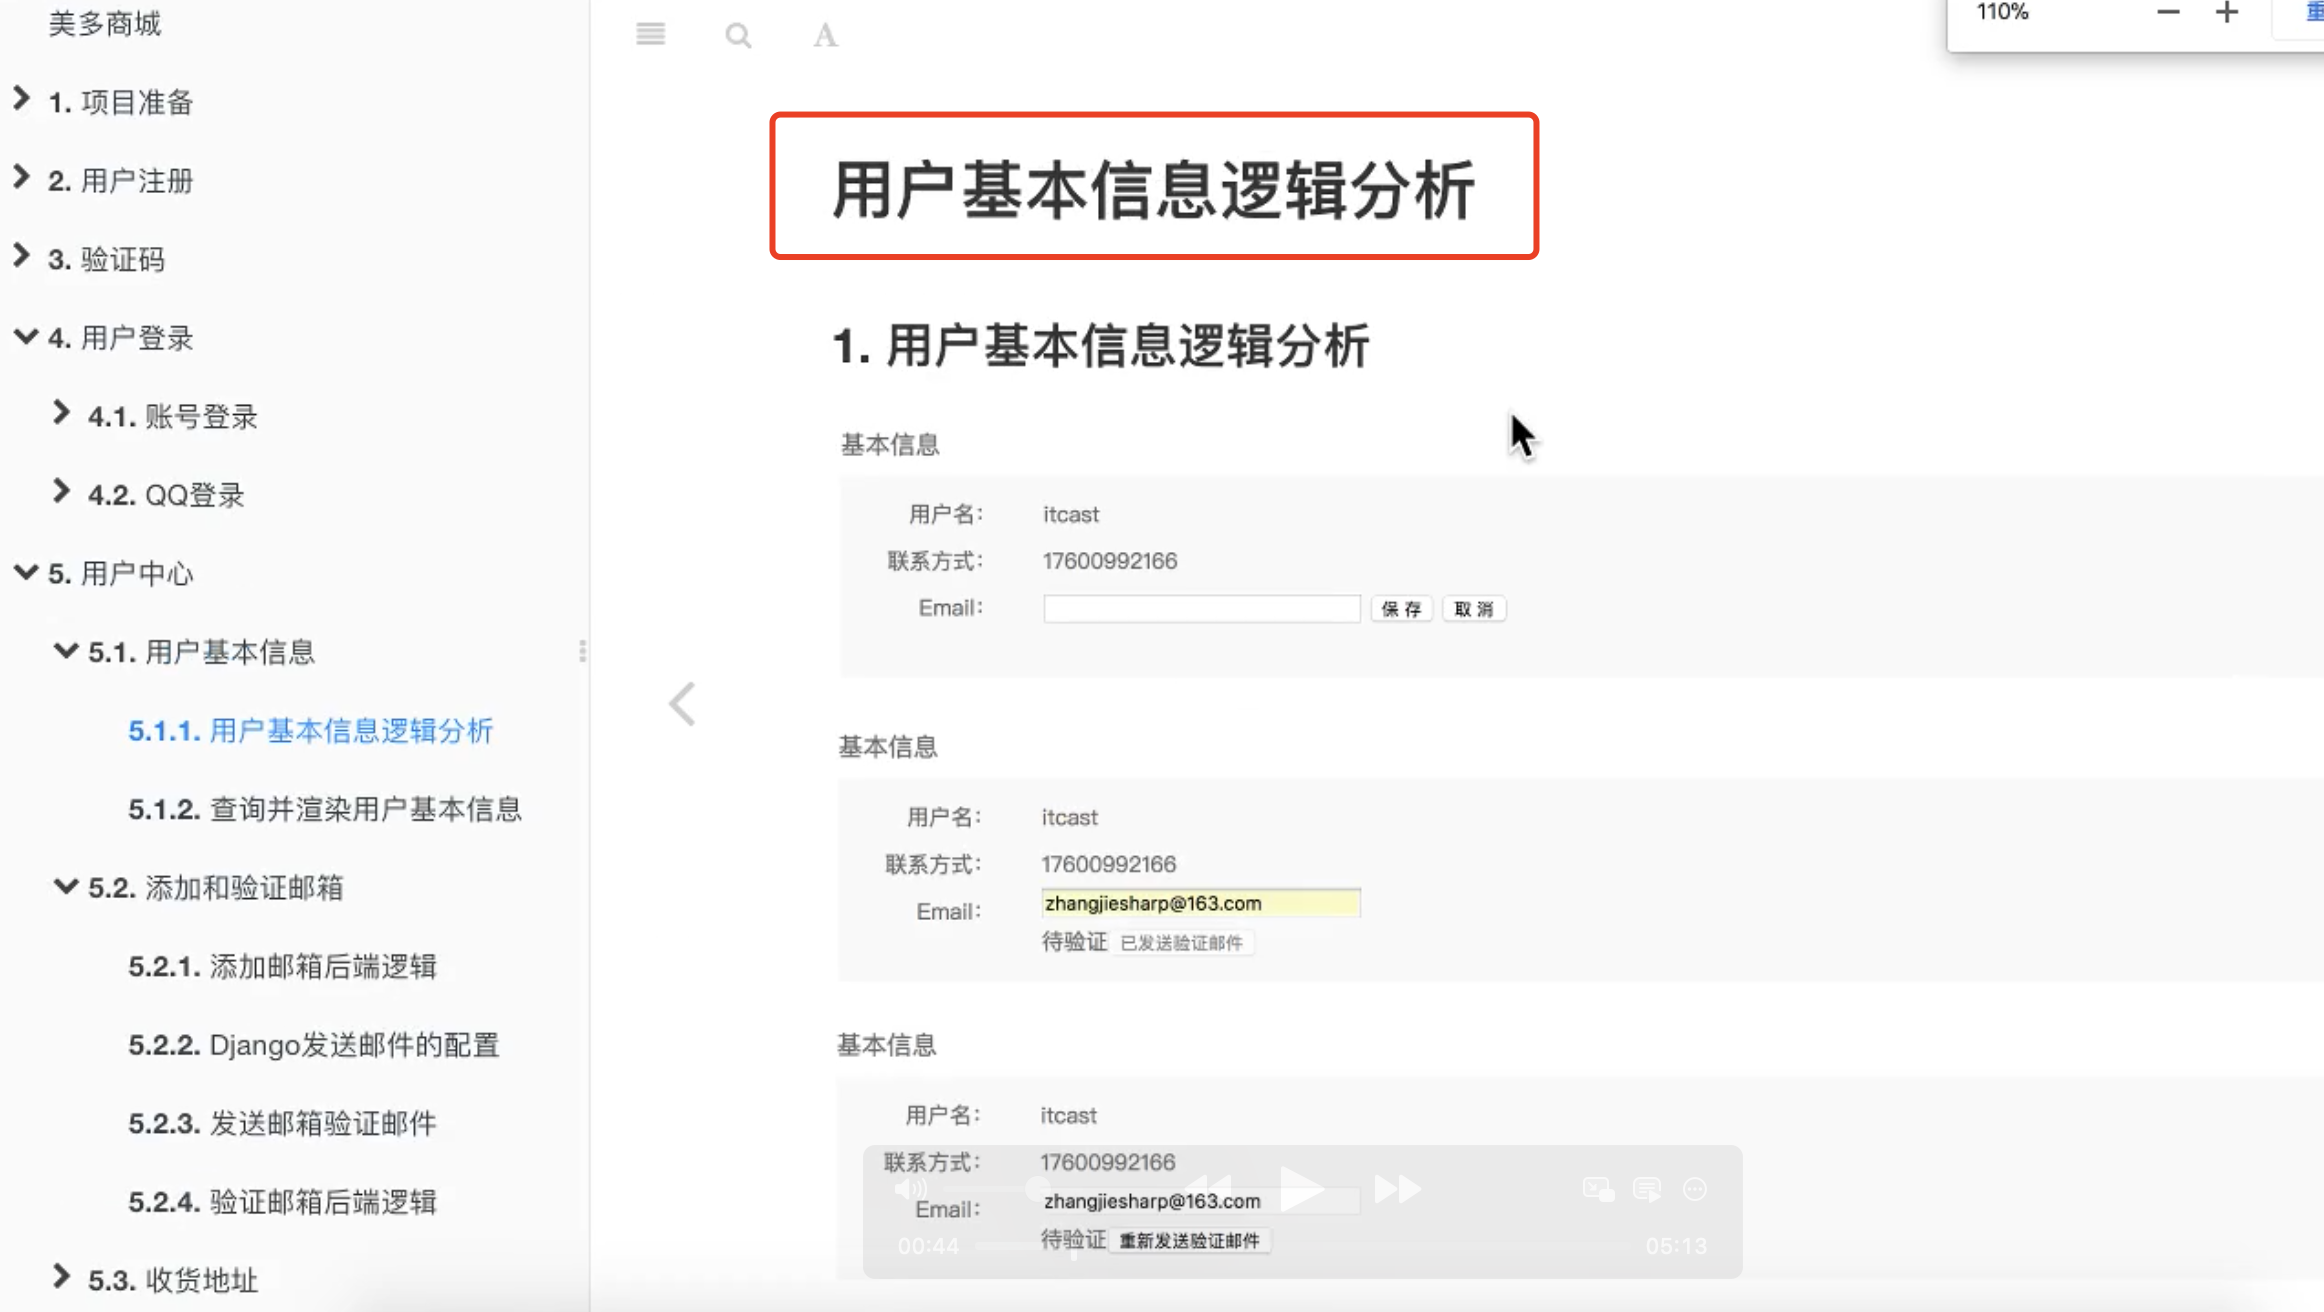 美多商城
1. 项目准备
2. 用户注册
3. 验证码
4. 用户登录
4.1. 账号登录
4.2. QQ登录
5. 用户中心
5.1. 用户基本信息
5.1.1. 用户基本信息逻辑分析
5.1.2. 查询并渲染用户基本信息
5.2. 添加和验证邮箱
5.2.1. 添加邮箱后端逻辑
5.2.2. Django发送邮件的配置
5.2.3. 发送邮箱验证邮件
5.2.4. 验证邮箱后端逻辑
5.3. 收货地址
A
110%
用户基本信息逻辑分析
1. 用户基本信息逻辑分析
基本信息
用户名： itcast
联系方式： 17600992166
Email： 保 存 取 消
基本信息
用户名： itcast
联系方式： 17600992166
Email： zhangjiesharp@163.com
待验证 已发送验证邮件
基本信息
用户名： itcast
联系方式： 17600992166
Email： zhangjiesharp@163.com
待验证 重新发送验证邮件
00:44 05:13